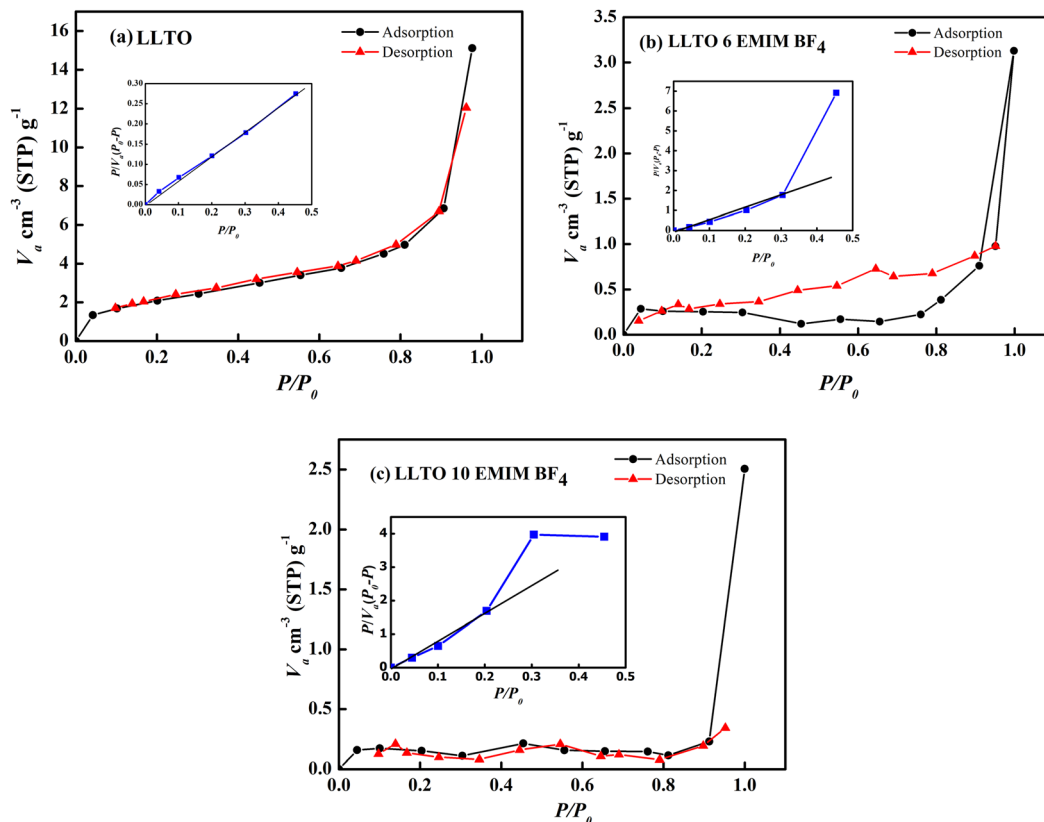 (a) LLTO
Adsorption
Desorption
V_a cm^-3 (STP) g^-1
16
14
12
10
8
6
4
2
0
0.0 0.2 0.4 0.6 0.8 1.0
P/P_0
P/V_a(P_0-P)
0.30
0.25
0.20
0.15
0.10
0.05
0.00
0.0 0.1 0.2 0.3 0.4 0.5
P/P_0
(b) LLTO 6 EMIM BF_4
Adsorption
Desorption
V_a cm^-3 (STP) g^-1
3.5
3.0
2.5
2.0
1.5
1.0
0.5
0.0
0.0 0.2 0.4 0.6 0.8 1.0
P/P_0
P/V_a(P_0-P)
7
6
5
4
3
2
1
0
0.0 0.1 0.2 0.3 0.4 0.5
P/P_0
(c) LLTO 10 EMIM BF_4
Adsorption
Desorption
V_a cm^-3 (STP) g^-1
2.5
2.0
1.5
1.0
0.5
0.0
0.0 0.2 0.4 0.6 0.8 1.0
P/P_0
P/V_a(P_0-P)
4
3
2
1
0
0.0 0.1 0.2 0.3 0.4 0.5
P/P_0